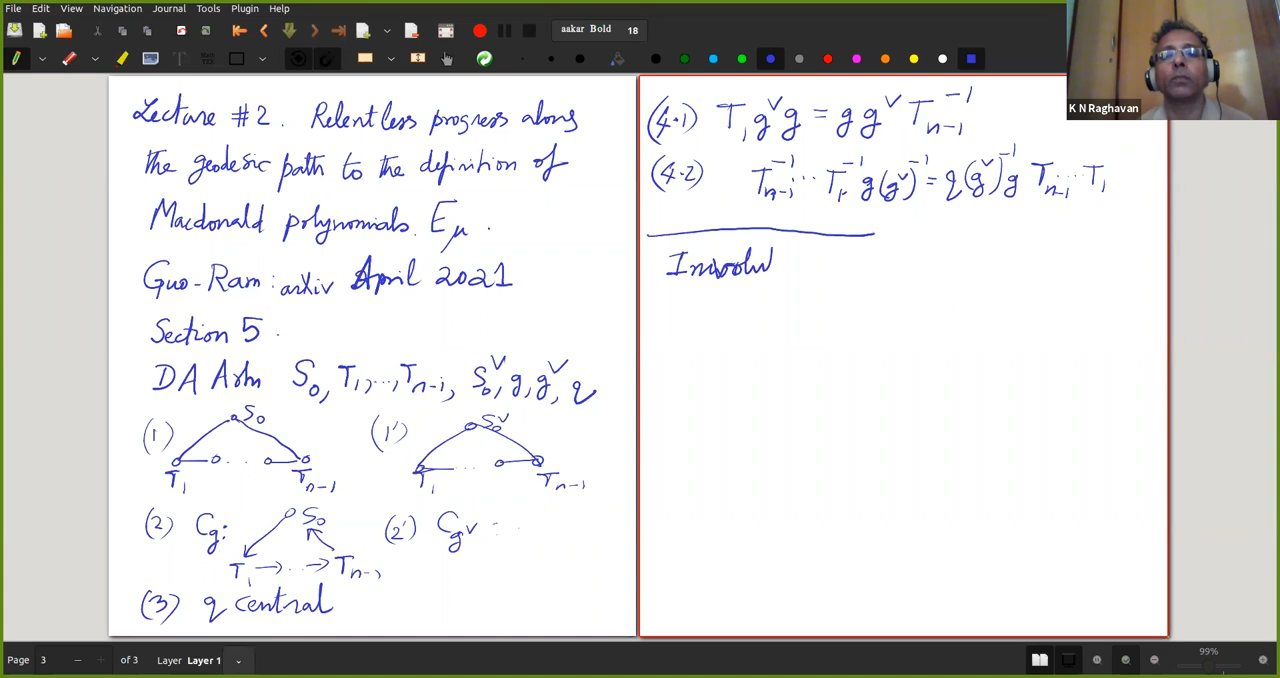 File Edit View Navigation Journal Tools Plugin Help
aakar Bold 18
Lecture #2. Relentless progress along
the geodesic path to the definition of
Macdonald polynomials. E_μ.
Guo-Ram: arxiv April 2021
Section 5.
DA Artn S_0, T_1, ..., T_{n-1}, S_0^∨, g, g^∨, q
(1) S_0 T_1 ... T_{n-1}
(1') S_0^∨ T_1 ... T_{n-1}
(2) C_g: S_0 T_1 → ... → T_{n-1}
(2') C_{g^∨}
(3) q central
(4.1) T_1 g^∨ g = g g^∨ T_{n-1}^{-1}
(4.2) T_{n-1}^{-1} ... T_1^{-1} g (g^∨)^{-1} = q (g^∨)^{-1} g T_{n-1} ... T_1
K N Raghavan
Page 3 of 3 Layer Layer 1
99%